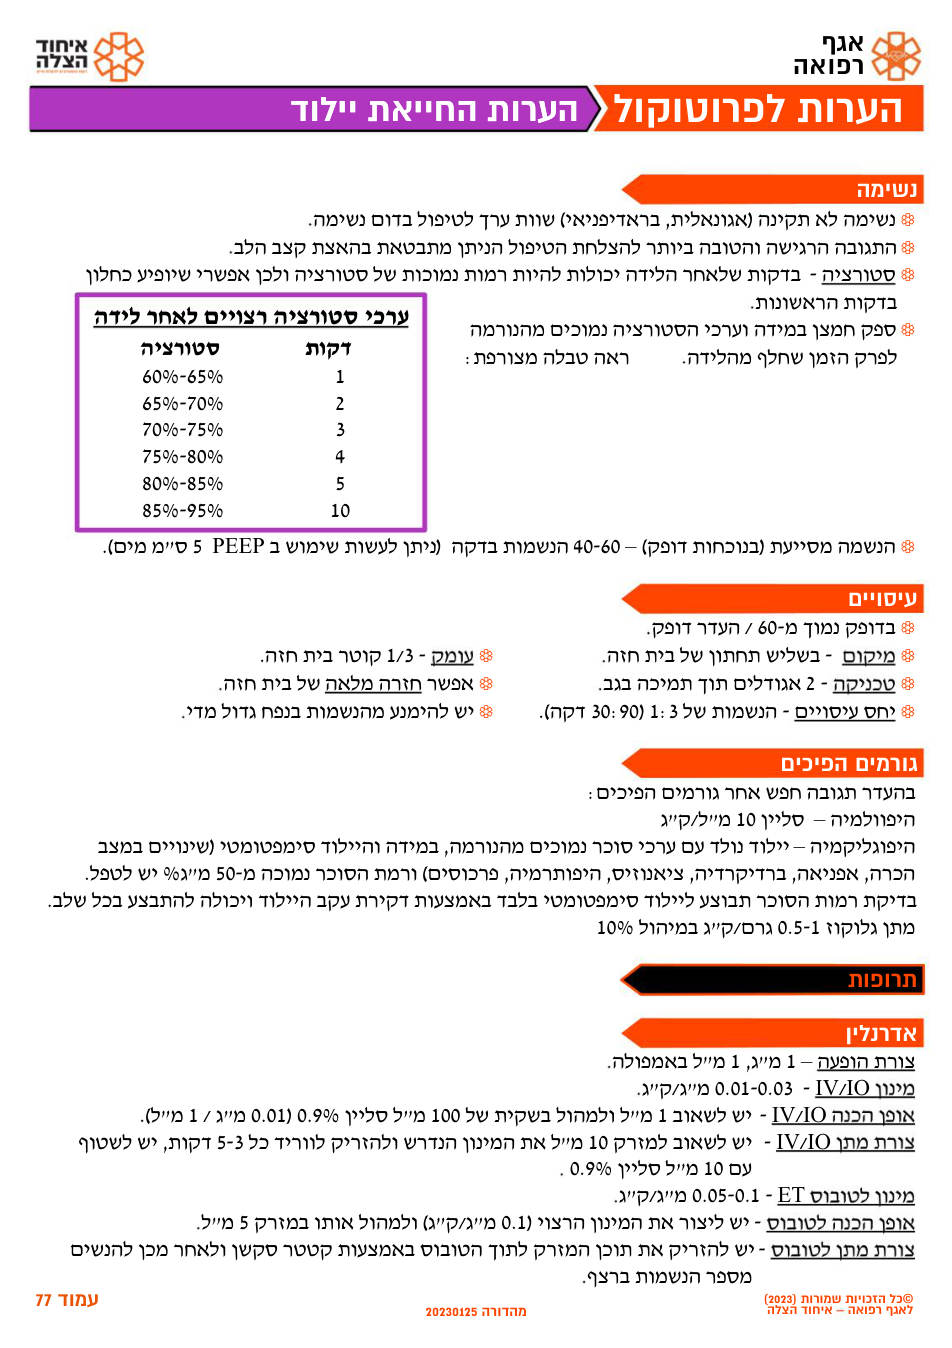 אגף
רפואה
איחוד
הצלה
הערות לפרוטוקול
הערות החייאת יילוד
נשימה
נשימה לא תקינה (אגונאלית, בראדיפניאי) שוות ערך לטיפול בדום נשימה.
התגובה הרגישה והטובה ביותר להצלחת הטיפול הניתן מתבטאת בהאצת קצב הלב.
סטורציה - בדקות שלאחר הלידה יכולות להיות רמות נמוכות של סטורציה ולכן אפשרי שיופיע כחלון
בדקות הראשונות.
ספק חמצן במידה וערכי הסטורציה נמוכים מהנורמה
לפרק הזמן שחלף מהלידה. ראה טבלה מצורפת:
ערכי סטורציה רצויים לאחר לידה
דקות סטורציה
1 60%-65%
2 65%-70%
3 70%-75%
4 75%-80%
5 80%-85%
10 85%-95%
הנשמה מסייעת (בנוכחות דופק) – 40-60 הנשמות בדקה (ניתן לעשות שימוש ב PEEP 5 ס״מ מים).
עיסויים
בדופק נמוך מ-60 / העדר דופק.
מיקום - בשליש תחתון של בית חזה.
עומק - 1/3 קוטר בית חזה.
טכניקה - 2 אגודלים תוך תמיכה בגב.
אפשר חזרה מלאה של בית חזה.
יחס עיסויים - הנשמות של 3 :1 (90 :30 דקה).
יש להימנע מהנשמות בנפח גדול מדי.
גורמים הפיכים
בהעדר תגובה חפש אחר גורמים הפיכים:
היפוולמיה – סליין 10 מ״ל/ק״ג
היפוגליקמיה – יילוד נולד עם ערכי סוכר נמוכים מהנורמה, במידה והיילוד סימפטומטי (שינויים במצב
הכרה, אפניאה, ברדיקרדיה, ציאנוזיס, היפותרמיה, פרכוסים) ורמת הסוכר נמוכה מ-50 מ״ג% יש לטפל.
בדיקת רמות הסוכר תבוצע ליילוד סימפטומטי בלבד באמצעות דקירת עקב היילוד ויכולה להתבצע בכל שלב.
מתן גלוקוז 0.5-1 גרם/ק״ג במיהול 10%
תרופות
אדרנלין
צורת הופעה – 1 מ״ג, 1 מ״ל באמפולה.
מינון IV/IO - 0.01-0.03 מ״ג/ק״ג.
אופן הכנה IV/IO - יש לשאוב 1 מ״ל ולמהול בשקית של 100 מ״ל סליין 0.9% (0.01 מ״ג / 1 מ״ל).
צורת מתן IV/IO - יש לשאוב למזרק 10 מ״ל את המינון הנדרש ולהזריק לווריד כל 5-3 דקות, יש לשטוף
עם 10 מ״ל סליין 0.9% .
מינון לטובוס ET - 0.05-0.1 מ״ג/ק״ג.
אופן הכנה לטובוס - יש ליצור את המינון הרצוי (0.1 מ״ג/ק״ג) ולמהול אותו במזרק 5 מ״ל.
צורת מתן לטובוס - יש להזריק את תוכן המזרק לתוך הטובוס באמצעות קטטר סקשן ולאחר מכן להנשים
מספר הנשמות ברצף.
©כל הזכויות שמורות (2023)
לאגף רפואה – איחוד הצלה
מהדורה 20230125
עמוד 77